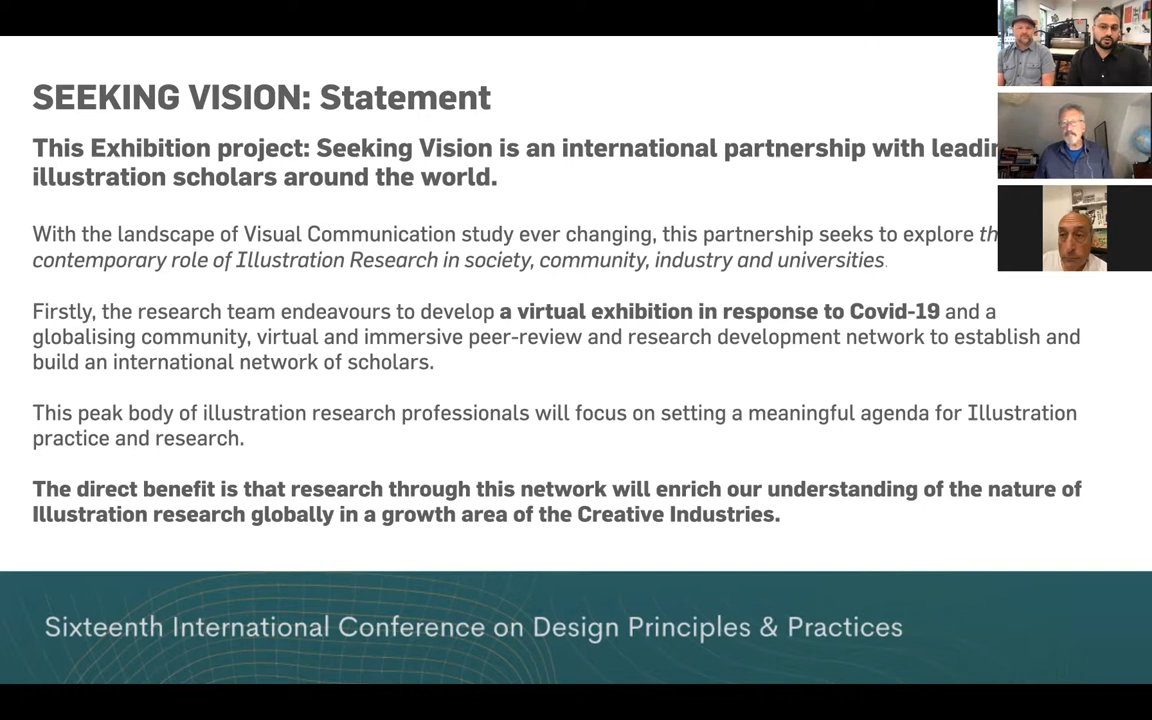 SEEKING VISION: Statement
This Exhibition project: Seeking Vision is an international partnership with
illustration scholars around the world.
With the landscape of Visual Communication study ever changing, this partnership seeks to explore
contemporary role of Illustration Research in society, community, industry and universities.
Firstly, the research team endeavours to develop a virtual exhibition in response to Covid-19 and a
globalising community, virtual and immersive peer-review and research development network to establish and
build an international network of scholars.
This peak body of illustration research professionals will focus on setting a meaningful agenda for Illustration
practice and research.
The direct benefit is that research through this network will enrich our understanding of the nature of
Illustration research globally in a growth area of the Creative Industries.
Sixteenth International Conference on Design Principles & Practices